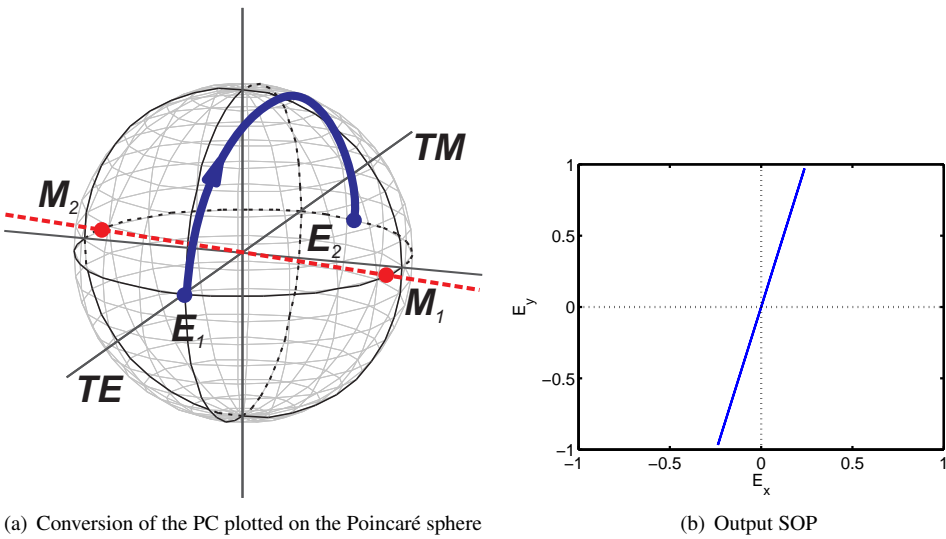 TM
M2
E2
M1
E1
TE
1
0.5
0
−0.5
−1
−1
−0.5
0
0.5
1
Ey
Ex
(a) Conversion of the PC plotted on the Poincaré sphere
(b) Output SOP